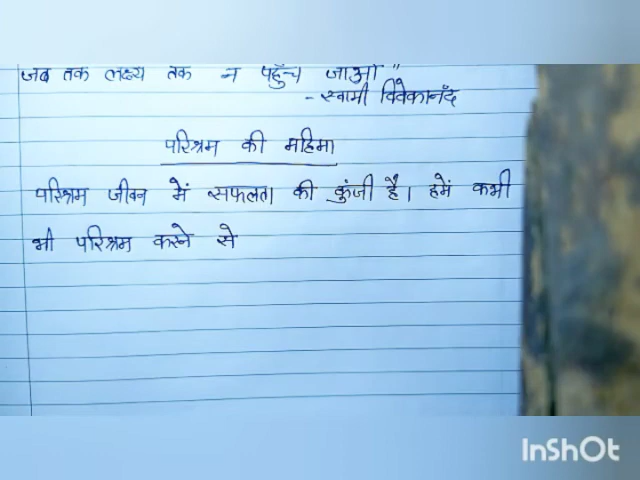 जब तक लक्ष्य तक न पहुँच जाओ"
- स्वामी विवेकानँद
परिश्रम की महिमा
परिश्रम जीवन में सफलता की कुंजी है। हमें कभी
भी परिश्रम करने से
InShOt